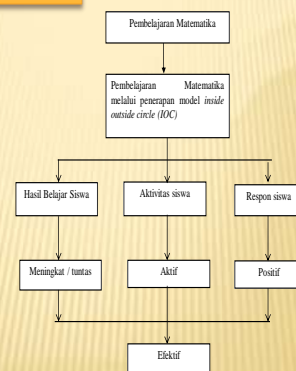 Pembelajaran Matematika
Pembelajaran Matematika
melalui penerapan model inside
outside circle (IOC)
Hasil Belajar Siswa
Aktivitas siswa
Respon siswa
Meningkat / tuntas
Aktif
Positif
Efektif